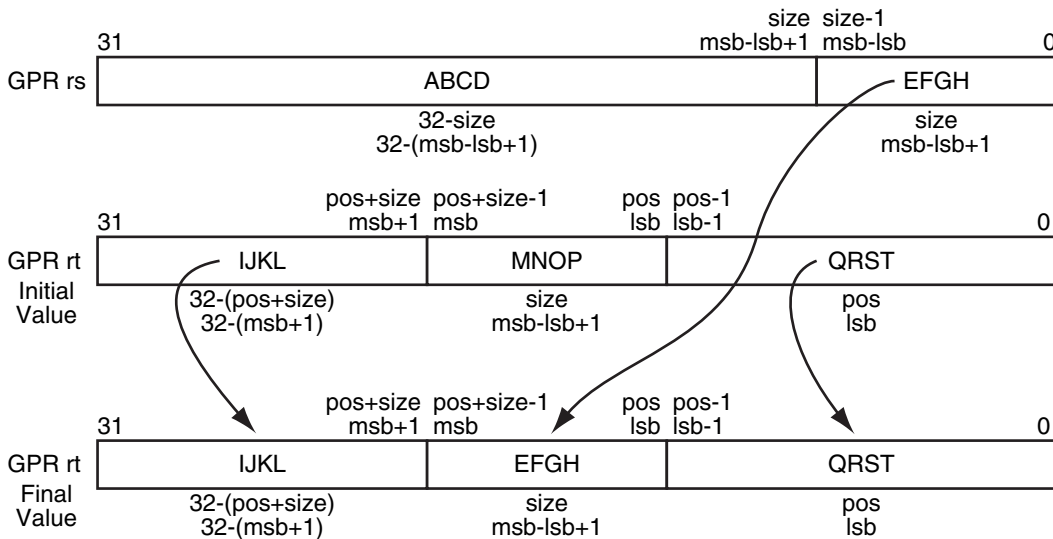 size size-1
31 msb-lsb+1 msb-lsb 0
GPR rs ABCD EFGH
32-size size
32-(msb-lsb+1) msb-lsb+1
pos+size pos+size-1 pos pos-1
31 msb+1 msb lsb lsb-1 0
GPR rt IJKL MNOP QRST
Initial 32-(pos+size) size pos
Value 32-(msb+1) msb-lsb+1 lsb
pos+size pos+size-1 pos pos-1
31 msb+1 msb lsb lsb-1 0
GPR rt IJKL EFGH QRST
Final 32-(pos+size) size pos
Value 32-(msb+1) msb-lsb+1 lsb